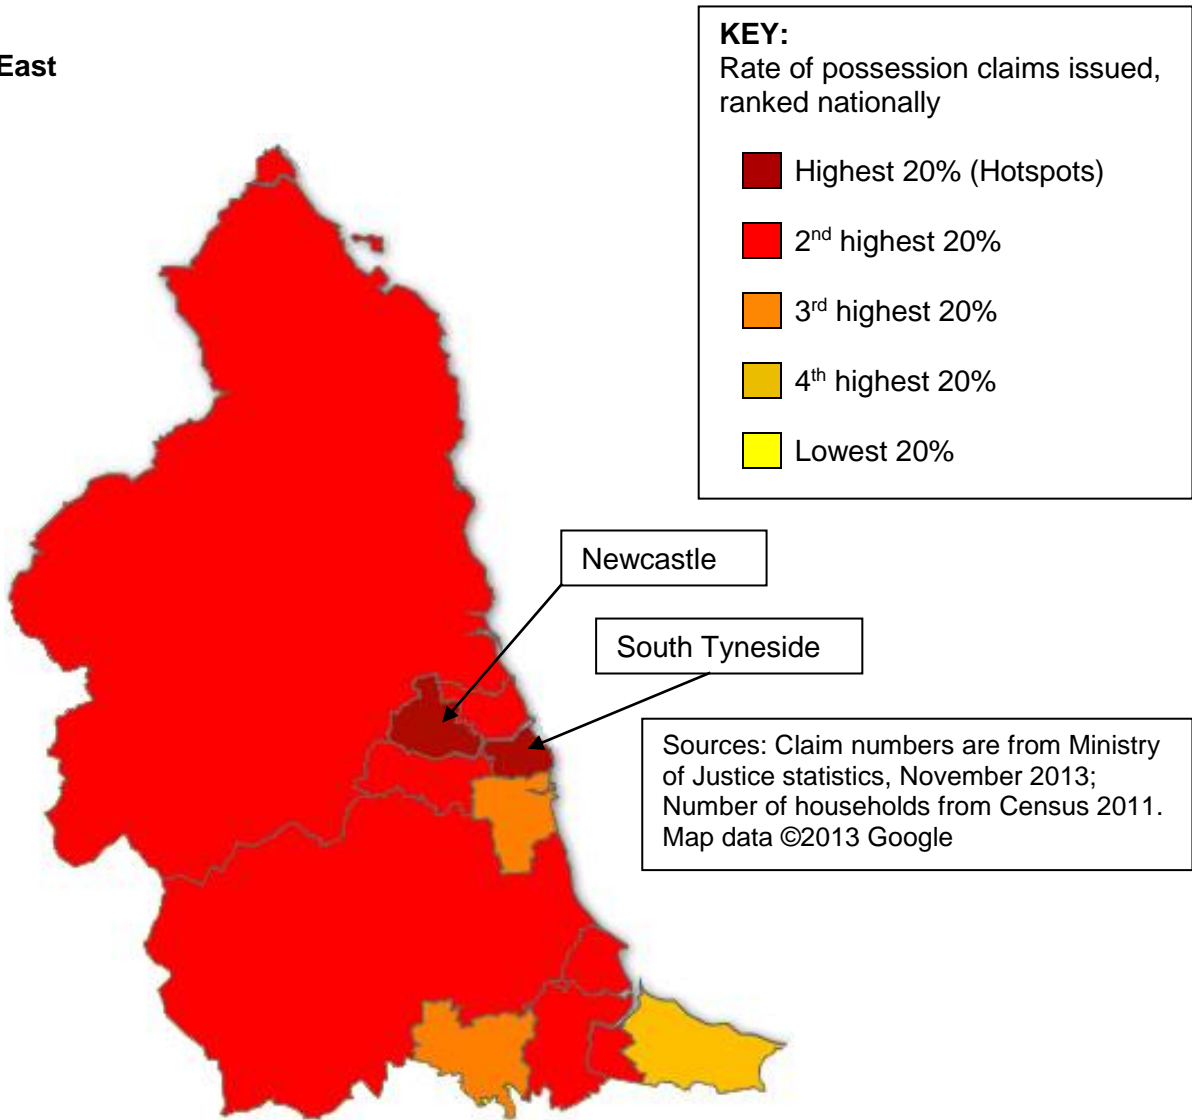 East
KEY:
Rate of possession claims issued,
ranked nationally
Highest 20% (Hotspots)
2nd highest 20%
3rd highest 20%
4th highest 20%
Lowest 20%
Newcastle
South Tyneside
Sources: Claim numbers are from Ministry
of Justice statistics, November 2013;
Number of households from Census 2011.
Map data ©2013 Google